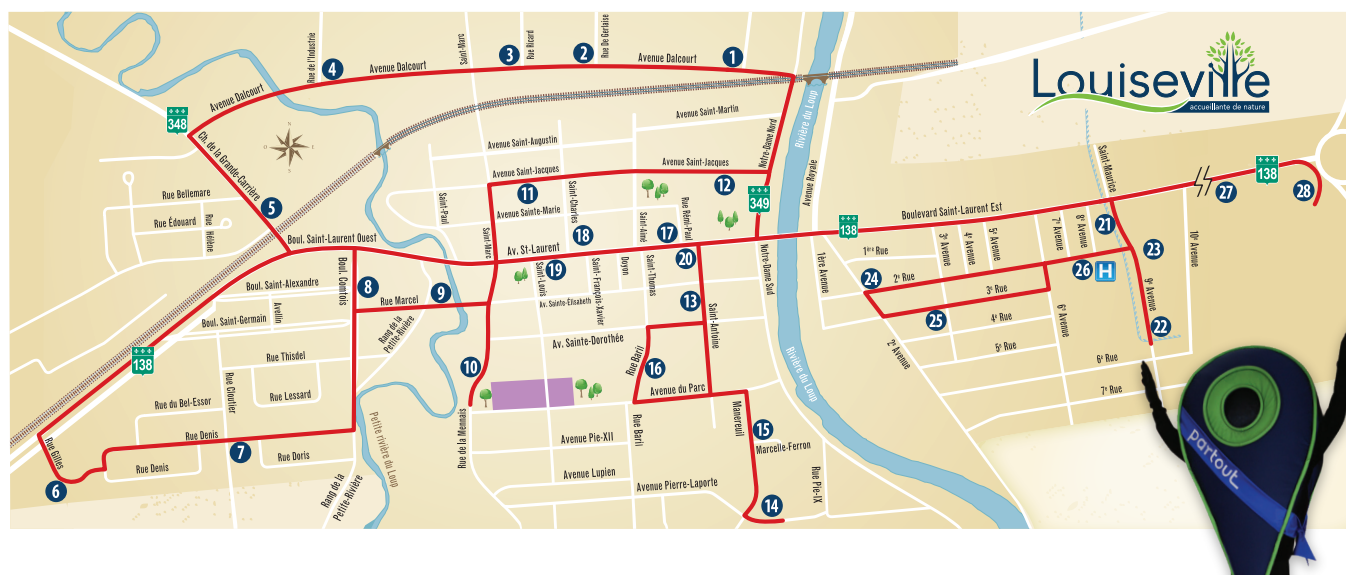 Rue de l'Industrie
Saint-Marc
3
Rue Ricard
2
Rue De Gerlaise
1
4
Avenue Dalcourt
Avenue Dalcourt
Avenue Dalcourt
348
Louiseville
accueillante de nature
Rivière du Loup
N
S
Ch. de la Grande-Carrière
Avenue Saint-Martin
Notre-Dame Nord
Avenue Saint-Augustin
Avenue Saint-Jacques
Avenue Saint-Jacques
11
12
349
Avenue Royale
Saint-Maurice
138
27
28
Rue Bellemare
Rue Édouard
Rue Hélène
5
Saint-Paul
Avenue Sainte-Marie
Saint-Charles
Saint-Aimé
Rue Rémi-Paul
Boul. Saint-Laurent Ouest
Saint-Marc
Av. St-Laurent
18
17
138
Boulevard Saint-Laurent Est
21
23
10e Avenue
1ère Rue
1ère Avenue
3e Avenue
4e Avenue
5e Avenue
7e Avenue
8e Avenue
24
2e Rue
26
H
3e Rue
25
4e Rue
5e Rue
6e Avenue
9e Avenue
22
6e Rue
7e Rue
2e Avenue
Boul. Saint-Alexandre
Boul. Comtois
8
Rue Marcel
9
19
Saint-Louis
Saint-François-Xavier
Doyon
Saint-Thomas
20
Notre-Dame Sud
Av. Sainte-Élisabeth
13
Saint-Antoine
Avellin
Boul. Saint-Germain
Rang de la Petite-Rivière
138
Rue Thisdel
Av. Sainte-Dorothée
Rue Baril
16
Rivière du Loup
Rue Cloutier
Rue Lessard
10
Avenue du Parc
Rue du Bel-Essor
Rue Denis
7
Rue de la Mennais
Rue Baril
Manereuil
15
Marcelle-Ferron
Rue Gilles
6
Rue Denis
Rue Doris
Petite rivière du Loup
Rang de la Petite-Rivière
Avenue Pie-XII
Avenue Lupien
Avenue Pierre-Laporte
14
Rue Pie-IX
partout